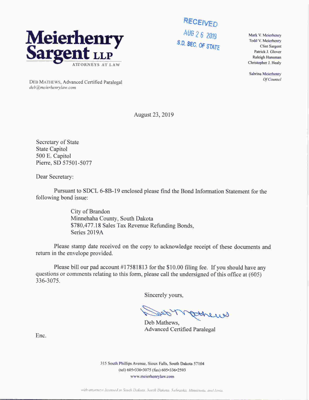 Meierhenry
Sargent LLP
ATTORNEYS AT LAW
RECEIVED
AUG 26 2019
S.D. SEC. OF STATE
Mark V. Meierhenry
Todd V. Meierhenry
Clint Sargent
Patrick J. Glover
Raleigh Hansman
Christopher J. Healy
Sabrina Meierhenry
Of Counsel
DEB MATHEWS, Advanced Certified Paralegal
deb@meierhenrylaw.com
August 23, 2019
Secretary of State
State Capitol
500 E. Capitol
Pierre, SD 57501-5077
Dear Secretary:
Pursuant to SDCL 6-8B-19 enclosed please find the Bond Information Statement for the
following bond issue:
City of Brandon
Minnehaha County, South Dakota
$780,477.18 Sales Tax Revenue Refunding Bonds,
Series 2019A
Please stamp date received on the copy to acknowledge receipt of these documents and
return in the envelope provided.
Please bill our pad account #17581813 for the $10.00 filing fee. If you should have any
questions or comments relating to this form, please call the undersigned of this office at (605)
336-3075.
Sincerely yours,
Deb Mathews
Deb Mathews,
Advanced Certified Paralegal
Enc.
315 South Phillips Avenue, Sioux Falls, South Dakota 57104
(tel) 605•336•3075 (fax) 605•336•2593
www.meierhenrylaw.com